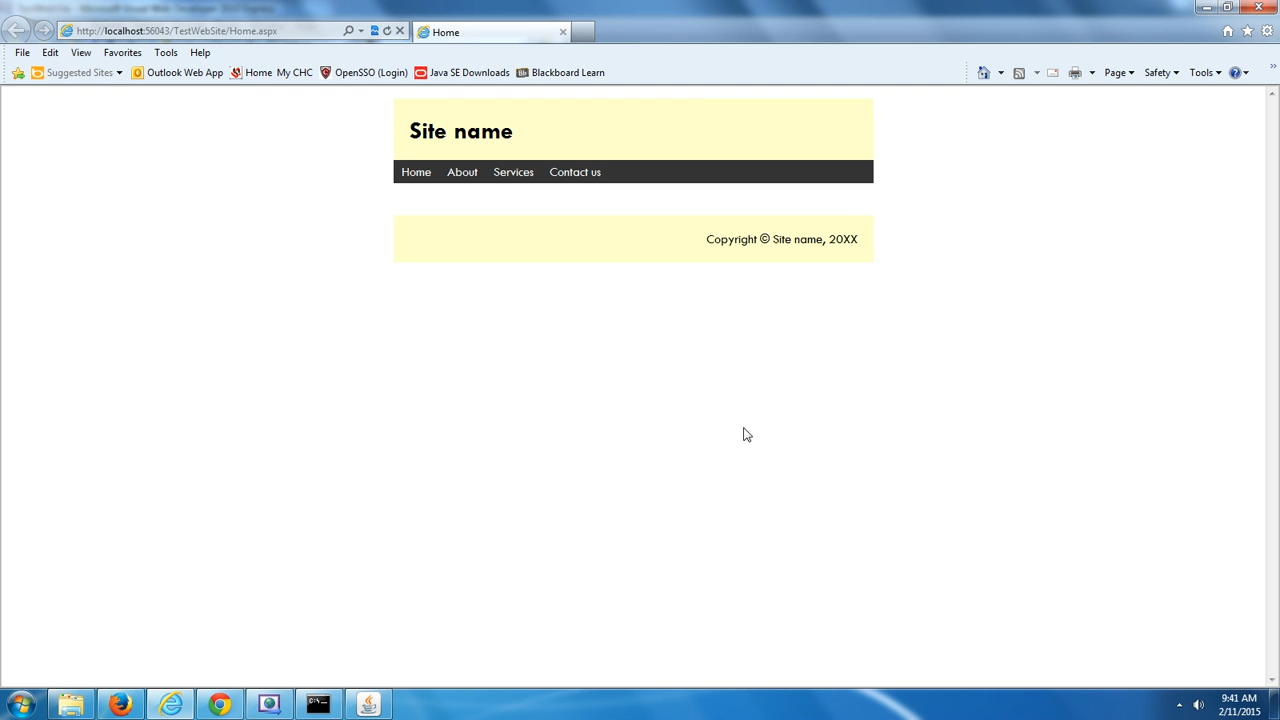 http://localhost:56043/TestWebSite/Home.aspx
Home
File Edit View Favorites Tools Help
Suggested Sites Outlook Web App Home My CHC OpenSSO (Login) Java SE Downloads Blackboard Learn Page Safety Tools
Site name
Home About Services Contact us
Copyright © Site name, 20XX
9:41 AM
2/11/2015